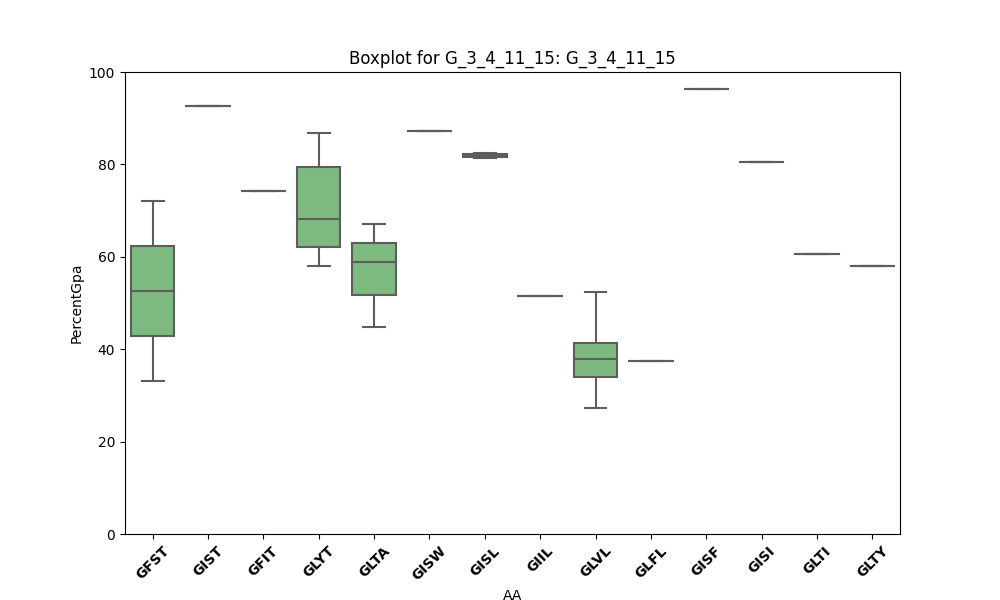 Boxplot for G_3_4_11_15: G_3_4_11_15
100
80
60
40
20
0
PercentGpa
GFST
GIST
GFIT
GLYT
GLTA
GISW
GISL
GIIL
GLVL
GLFL
GISF
GISI
GLTI
GLTY
AA